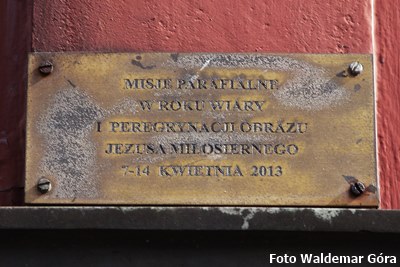 MISJE PARAFIALNE
W ROKU WIARY
I PEREGRYNACJI OBRAZU
JEZUSA MIŁOSIERNEGO
7-14 KWIETNIA 2013
Foto Waldemar Góra